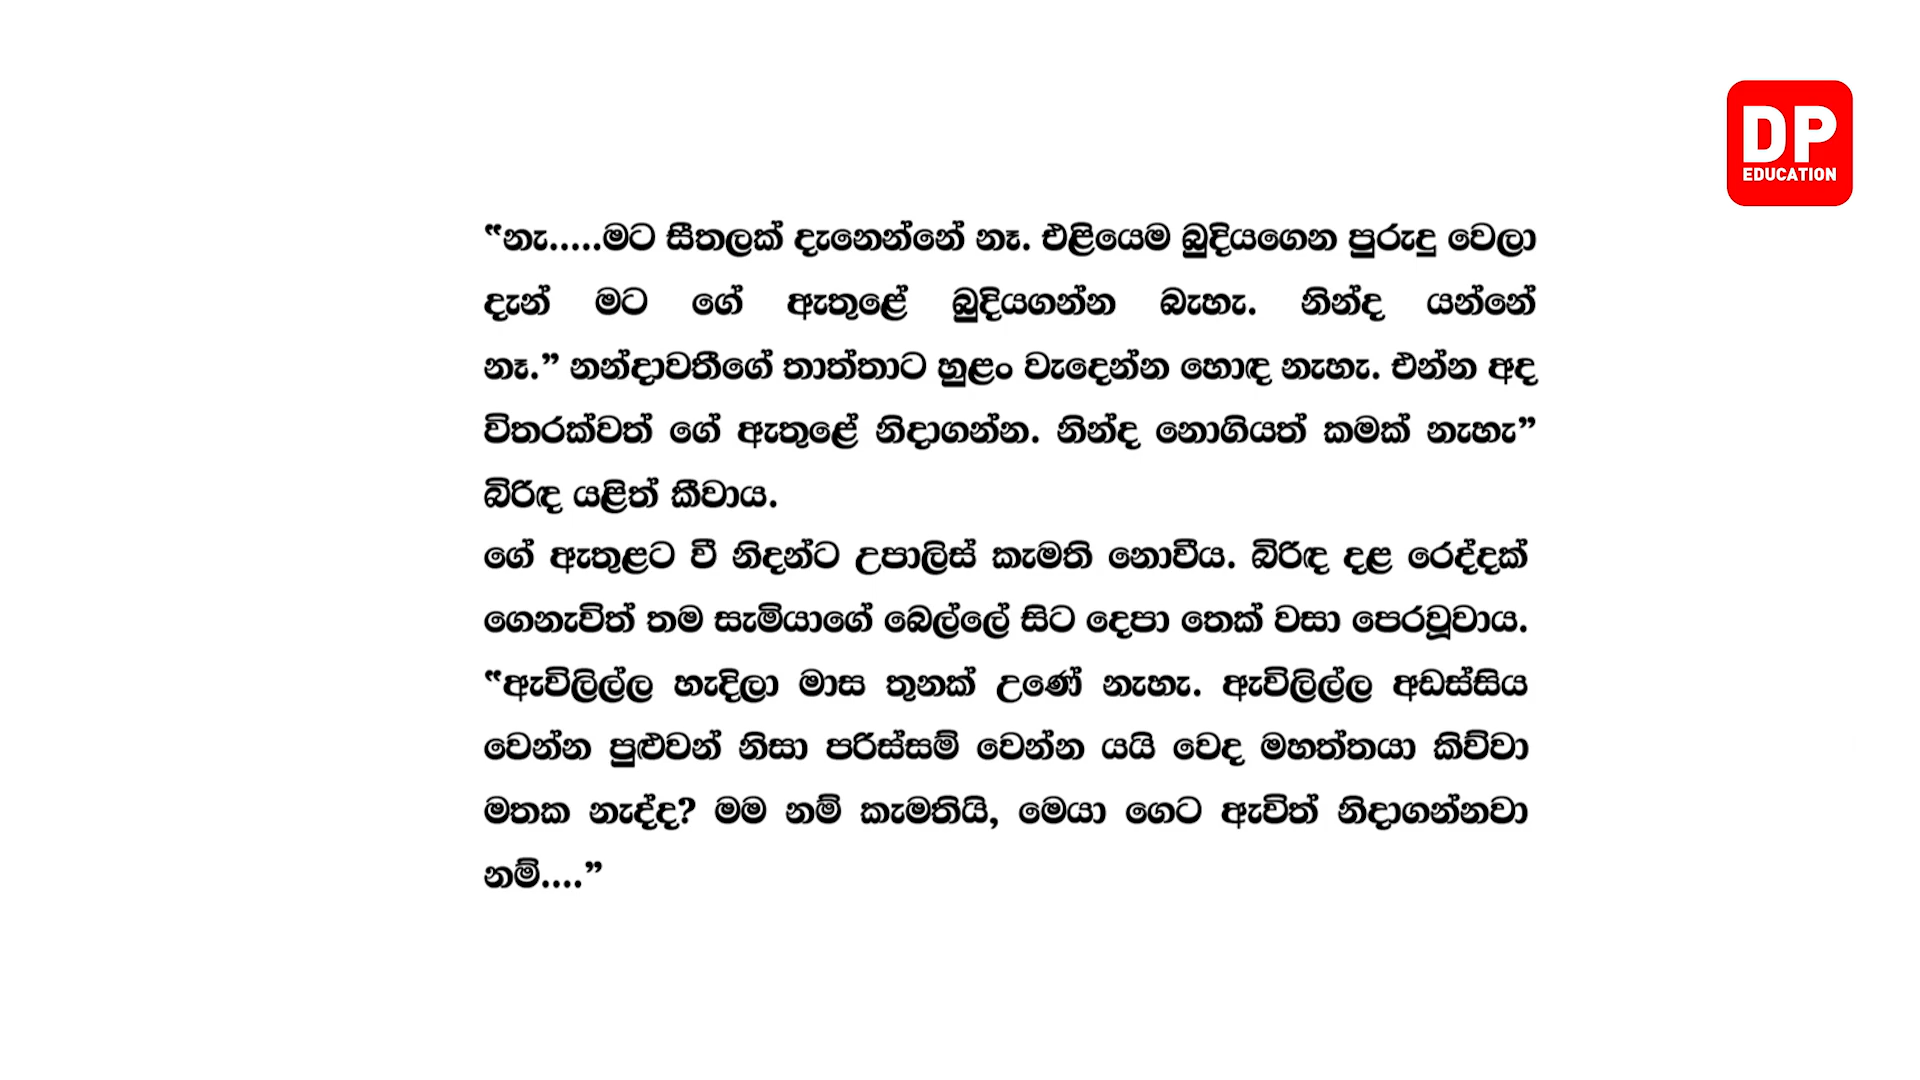 DP
EDUCATION
“නැ.....මට සීතලක් දැනෙන්නේ නෑ. එළියෙම බුදියගෙන පුරුදු වෙලා
දැන් මට ගේ ඇතුළේ බුදියගන්න බැහැ. නින්ද යන්නේ
නෑ.” නන්දාවතීගේ තාත්තාට හුළං වැදෙන්න හොඳ නැහැ. එන්න අද
විතරක්වත් ගේ ඇතුළේ නිදාගන්න. නින්ද නොගියත් කමක් නැහැ”
බිරිඳ යළිත් කීවාය.
ගේ ඇතුළට වී නිදන්ට උපාලිස් කැමති නොවීය. බිරිඳ දළ රෙද්දක්
ගෙනැවිත් තම සැමියාගේ බෙල්ලේ සිට දෙපා තෙක් වසා පෙරවූවාය.
“ඇවිලිල්ල හැදිලා මාස තුනක් උණේ නැහැ. ඇවිලිල්ල අඩස්සිය
වෙන්න පුළුවන් නිසා පරිස්සම් වෙන්න යයි වෙද මහත්තයා කිව්වා
මතක නැද්ද? මම නම් කැමතියි, මෙයා ගෙට ඇවිත් නිදාගන්නවා
නම්....”